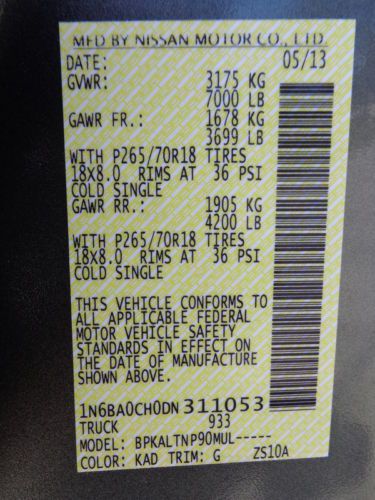 MFD BY NISSAN MOTOR CO., LTD.
DATE: 05/13
GVWR: 3175 KG
7000 LB
GAWR FR.: 1678 KG
3699 LB
WITH P265/70R18 TIRES
18X8.0 RIMS AT 36 PSI
COLD SINGLE
GAWR RR.: 1905 KG
4200 LB
WITH P265/70R18 TIRES
18X8.0 RIMS AT 36 PSI
COLD SINGLE
THIS VEHICLE CONFORMS TO
ALL APPLICABLE FEDERAL
MOTOR VEHICLE SAFETY
STANDARDS IN EFFECT ON
THE DATE OF MANUFACTURE
SHOWN ABOVE.
1N6BA0CH0DN311053
TRUCK 933
MODEL: BPKALTNP90MUL-----
COLOR: KAD TRIM: G ZS10A